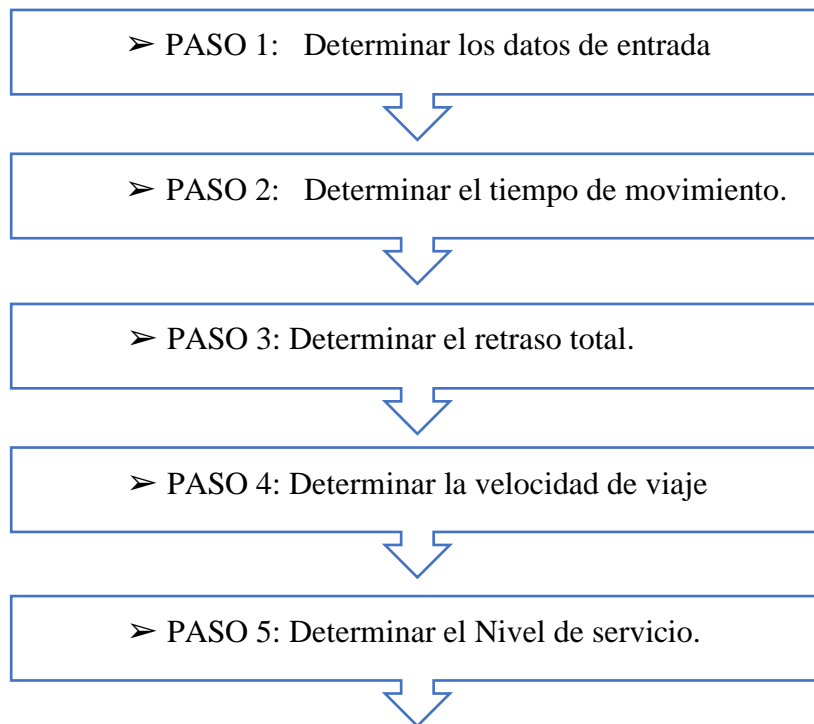 ➢ PASO 1: Determinar los datos de entrada
➢ PASO 2: Determinar el tiempo de movimiento.
➢ PASO 3: Determinar el retraso total.
➢ PASO 4: Determinar la velocidad de viaje
➢ PASO 5: Determinar el Nivel de servicio.